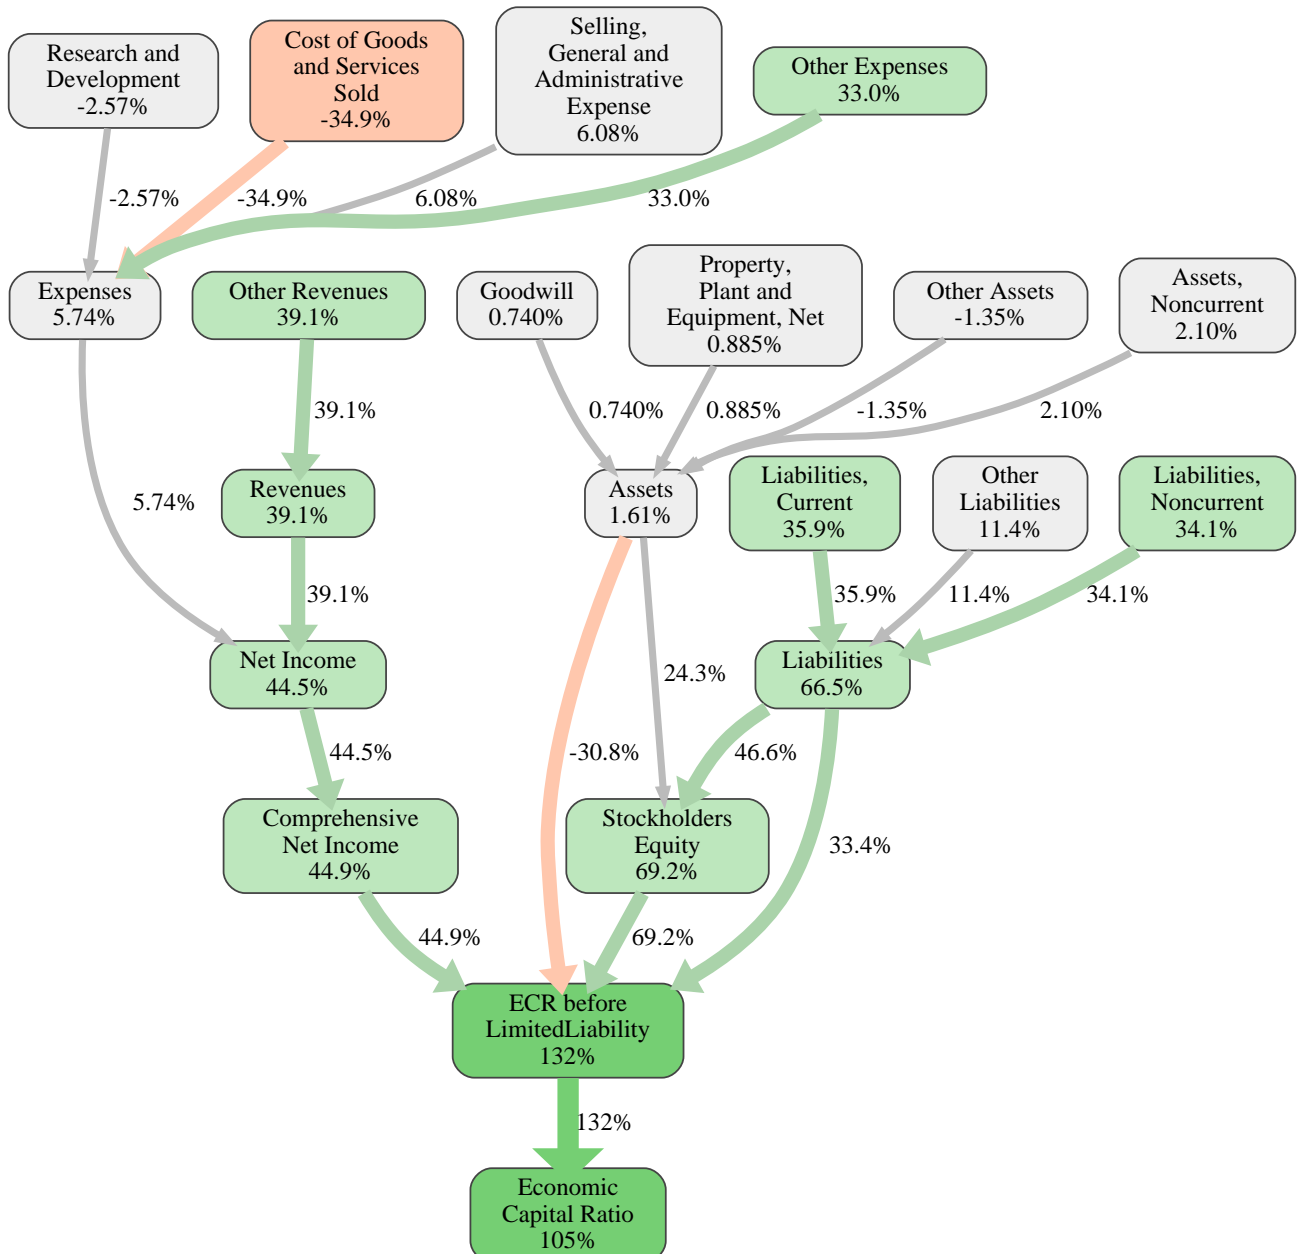 Research and
Development
-2.57%
Cost of Goods
and Services
Sold
-34.9%
Selling,
General and
Administrative
Expense
6.08%
Other Expenses
33.0%
-2.57%
-34.9%
6.08%
33.0%
Expenses
5.74%
Other Revenues
39.1%
Goodwill
0.740%
Property,
Plant and
Equipment, Net
0.885%
Other Assets
-1.35%
Assets,
Noncurrent
2.10%
39.1%
0.740%
0.885%
-1.35%
2.10%
5.74%
Revenues
39.1%
Assets
1.61%
Liabilities,
Current
35.9%
Other
Liabilities
11.4%
Liabilities,
Noncurrent
34.1%
39.1%
35.9%
11.4%
34.1%
Net Income
44.5%
24.3%
Liabilities
66.5%
44.5%
-30.8%
46.6%
Comprehensive
Net Income
44.9%
Stockholders
Equity
69.2%
33.4%
44.9%
69.2%
ECR before
LimitedLiability
132%
132%
Economic
Capital Ratio
105%